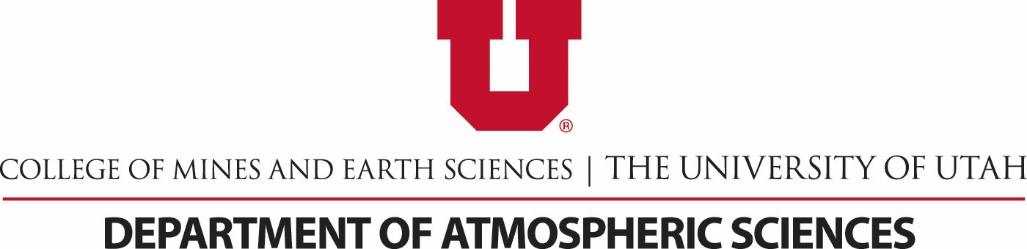 U®
COLLEGE OF MINES AND EARTH SCIENCES | THE UNIVERSITY OF UTAH
DEPARTMENT OF ATMOSPHERIC SCIENCES